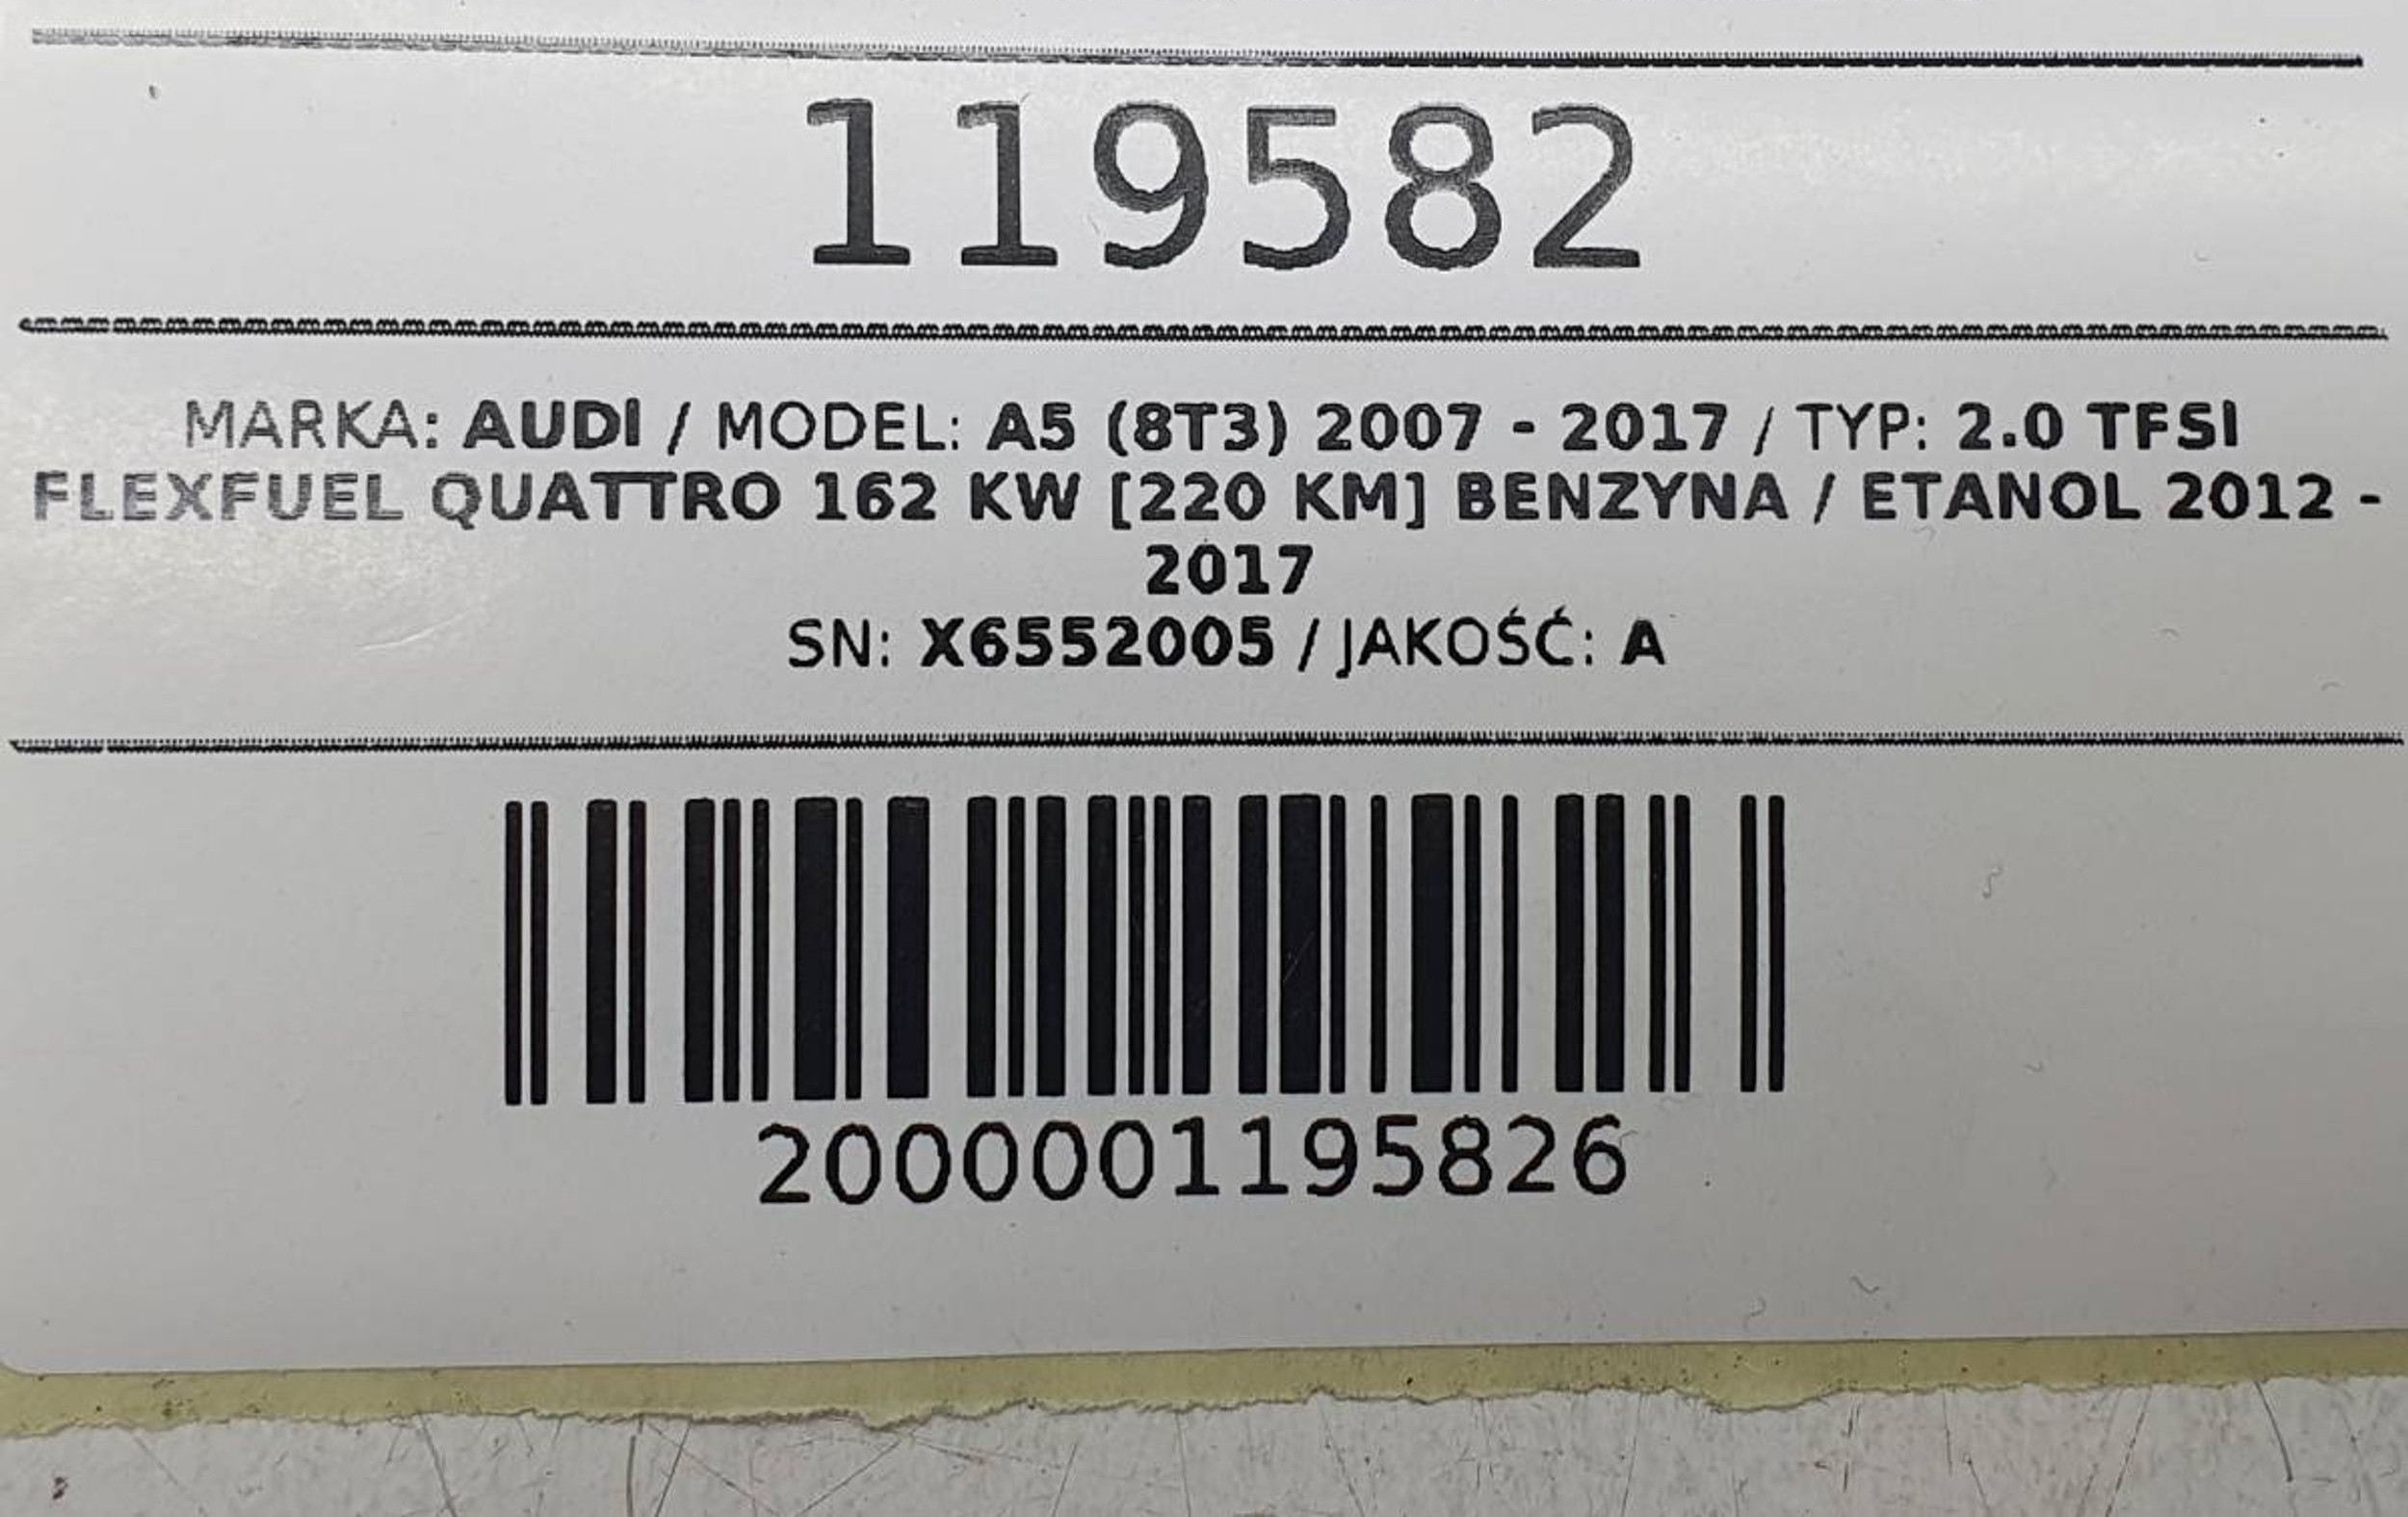 119582
MARKA: AUDI / MODEL: A5 (8T3) 2007 - 2017 / TYP: 2.0 TFSI
FLEXFUEL QUATTRO 162 KW [220 KM] BENZYNA / ETANOL 2012 -
2017
SN: X6552005 / JAKOŚĆ: A
2000001195826